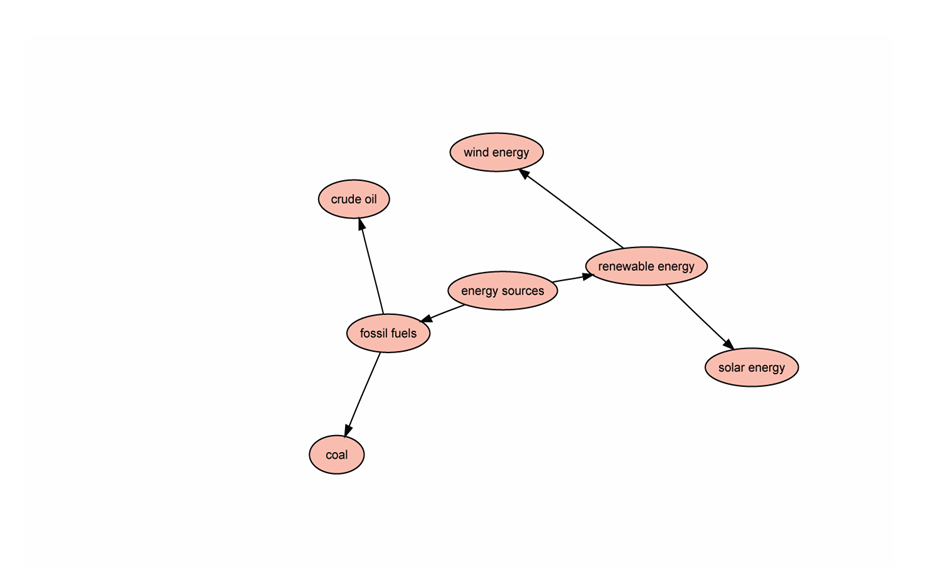 wind energy
crude oil
renewable energy
energy sources
fossil fuels
solar energy
coal